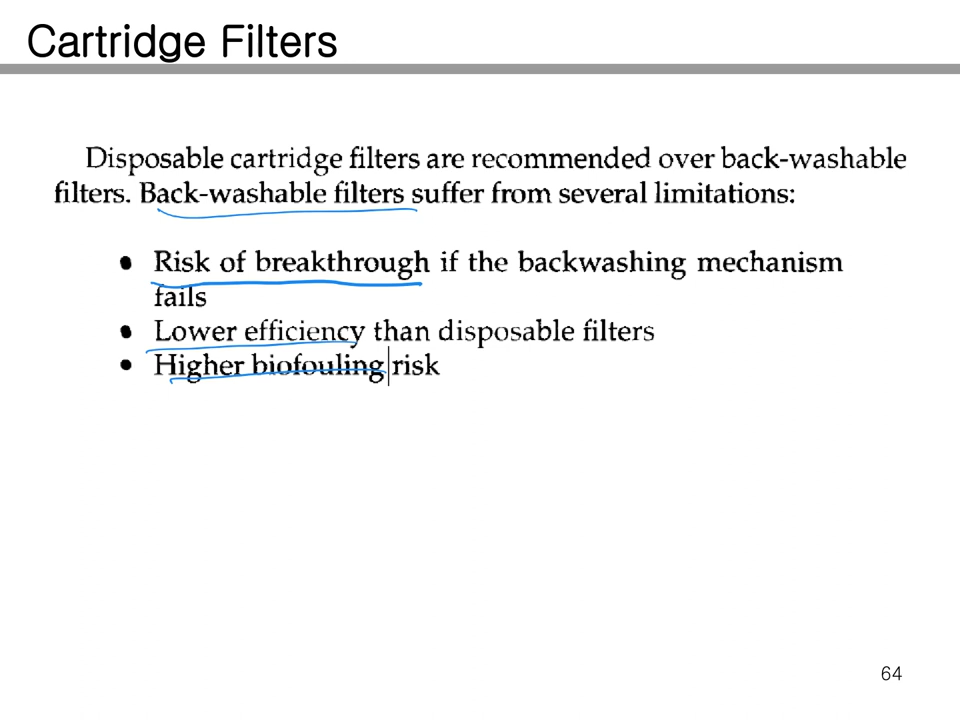 Cartridge Filters
Disposable cartridge filters are recommended over back-washable
filters. Back-washable filters suffer from several limitations:
● Risk of breakthrough if the backwashing mechanism
fails
● Lower efficiency than disposable filters
● Higher biofouling risk
64